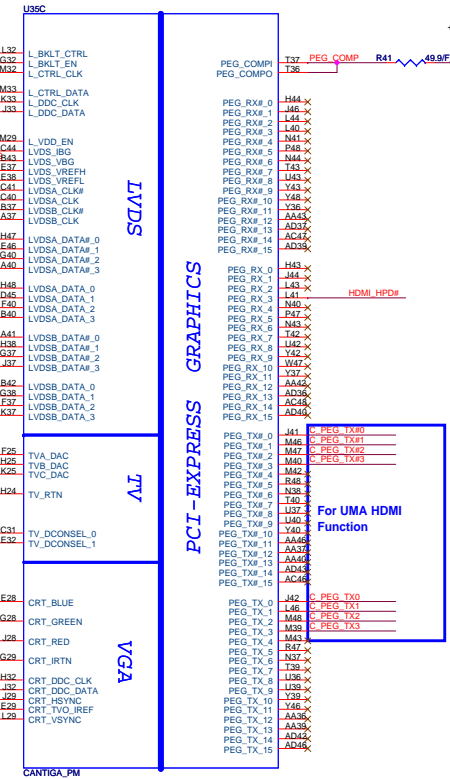 U35C
L32 L_BKLT_CTRL
G32 L_BKLT_EN
M32 L_CTRL_CLK
M33 L_CTRL_DATA
K33 L_DDC_CLK
J33 L_DDC_DATA
M29 L_VDD_EN
C44 LVDS_IBG
B43 LVDS_VBG
E37 LVDS_VREFH
E38 LVDS_VREFL
C41 LVDSA_CLK#
C40 LVDSA_CLK
B37 LVDSB_CLK#
A37 LVDSB_CLK
H47 LVDSA_DATA#_0
E46 LVDSA_DATA#_1
G40 LVDSA_DATA#_2
A40 LVDSA_DATA#_3
H48 LVDSA_DATA_0
D45 LVDSA_DATA_1
F40 LVDSA_DATA_2
B40 LVDSA_DATA_3
A41 LVDSB_DATA#_0
H38 LVDSB_DATA#_1
G37 LVDSB_DATA#_2
J37 LVDSB_DATA#_3
B42 LVDSB_DATA_0
G38 LVDSB_DATA_1
F37 LVDSB_DATA_2
K37 LVDSB_DATA_3
LVDS
F25 TVA_DAC
H25 TVB_DAC
K25 TVC_DAC
H24 TV_RTN
C31 TV_DCONSEL_0
E32 TV_DCONSEL_1
TV
E28 CRT_BLUE
G28 CRT_GREEN
J28 CRT_RED
G29 CRT_IRTN
H32 CRT_DDC_CLK
J32 CRT_DDC_DATA
J29 CRT_HSYNC
E29 CRT_TVO_IREF
L29 CRT_VSYNC
VGA
PCI-EXPRESS GRAPHICS
PEG_COMPI T37 PEG_COMP R41 49.9/F
PEG_COMPO T36
PEG_RX#_0 H44
PEG_RX#_1 J46
PEG_RX#_2 L44
PEG_RX#_3 L40
PEG_RX#_4 N41
PEG_RX#_5 P48
PEG_RX#_6 N44
PEG_RX#_7 T43
PEG_RX#_8 U43
PEG_RX#_9 Y43
PEG_RX#_10 Y48
PEG_RX#_11 Y36
PEG_RX#_12 AA43
PEG_RX#_13 AD37
PEG_RX#_14 AC47
PEG_RX#_15 AD39
PEG_RX_0 H43
PEG_RX_1 J44
PEG_RX_2 L43
PEG_RX_3 L41 HDMI_HPD#
PEG_RX_4 N40
PEG_RX_5 P47
PEG_RX_6 N43
PEG_RX_7 T42
PEG_RX_8 U42
PEG_RX_9 Y42
PEG_RX_10 W47
PEG_RX_11 Y37
PEG_RX_12 AA42
PEG_RX_13 AD36
PEG_RX_14 AC48
PEG_RX_15 AD40
PEG_TX#_0 J41 C_PEG_TX#0
PEG_TX#_1 M46 C_PEG_TX#1
PEG_TX#_2 M47 C_PEG_TX#2
PEG_TX#_3 M40 C_PEG_TX#3
PEG_TX#_4 M42
PEG_TX#_5 R48
PEG_TX#_6 N38
PEG_TX#_7 T40
PEG_TX#_8 U37
PEG_TX#_9 U40
PEG_TX#_10 Y40
PEG_TX#_11 AA46
PEG_TX#_12 AA37
PEG_TX#_13 AA40
PEG_TX#_14 AD43
PEG_TX#_15 AC46
For UMA HDMI
Function
PEG_TX_0 J42 C_PEG_TX0
PEG_TX_1 L46 C_PEG_TX1
PEG_TX_2 M48 C_PEG_TX2
PEG_TX_3 M39 C_PEG_TX3
PEG_TX_4 M43
PEG_TX_5 R47
PEG_TX_6 N37
PEG_TX_7 T39
PEG_TX_8 U36
PEG_TX_9 U39
PEG_TX_10 Y39
PEG_TX_11 Y46
PEG_TX_12 AA36
PEG_TX_13 AA39
PEG_TX_14 AD42
PEG_TX_15 AD46
CANTIGA_PM